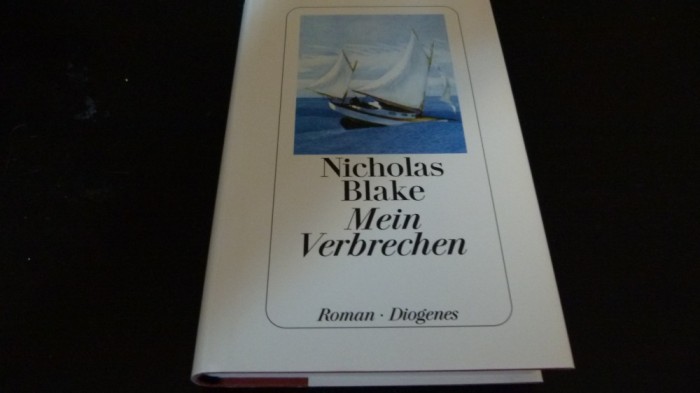 Nicholas
Blake
Mein
Verbrechen
Roman · Diogenes